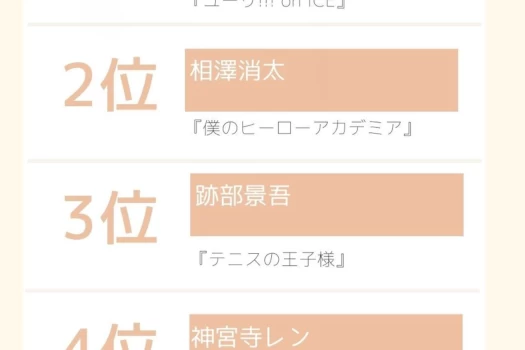 『ユーリ!!! on ICE』
2位
相澤消太
『僕のヒーローアカデミア』
3位
跡部景吾
『テニスの王子様』
4位
神宮寺レン